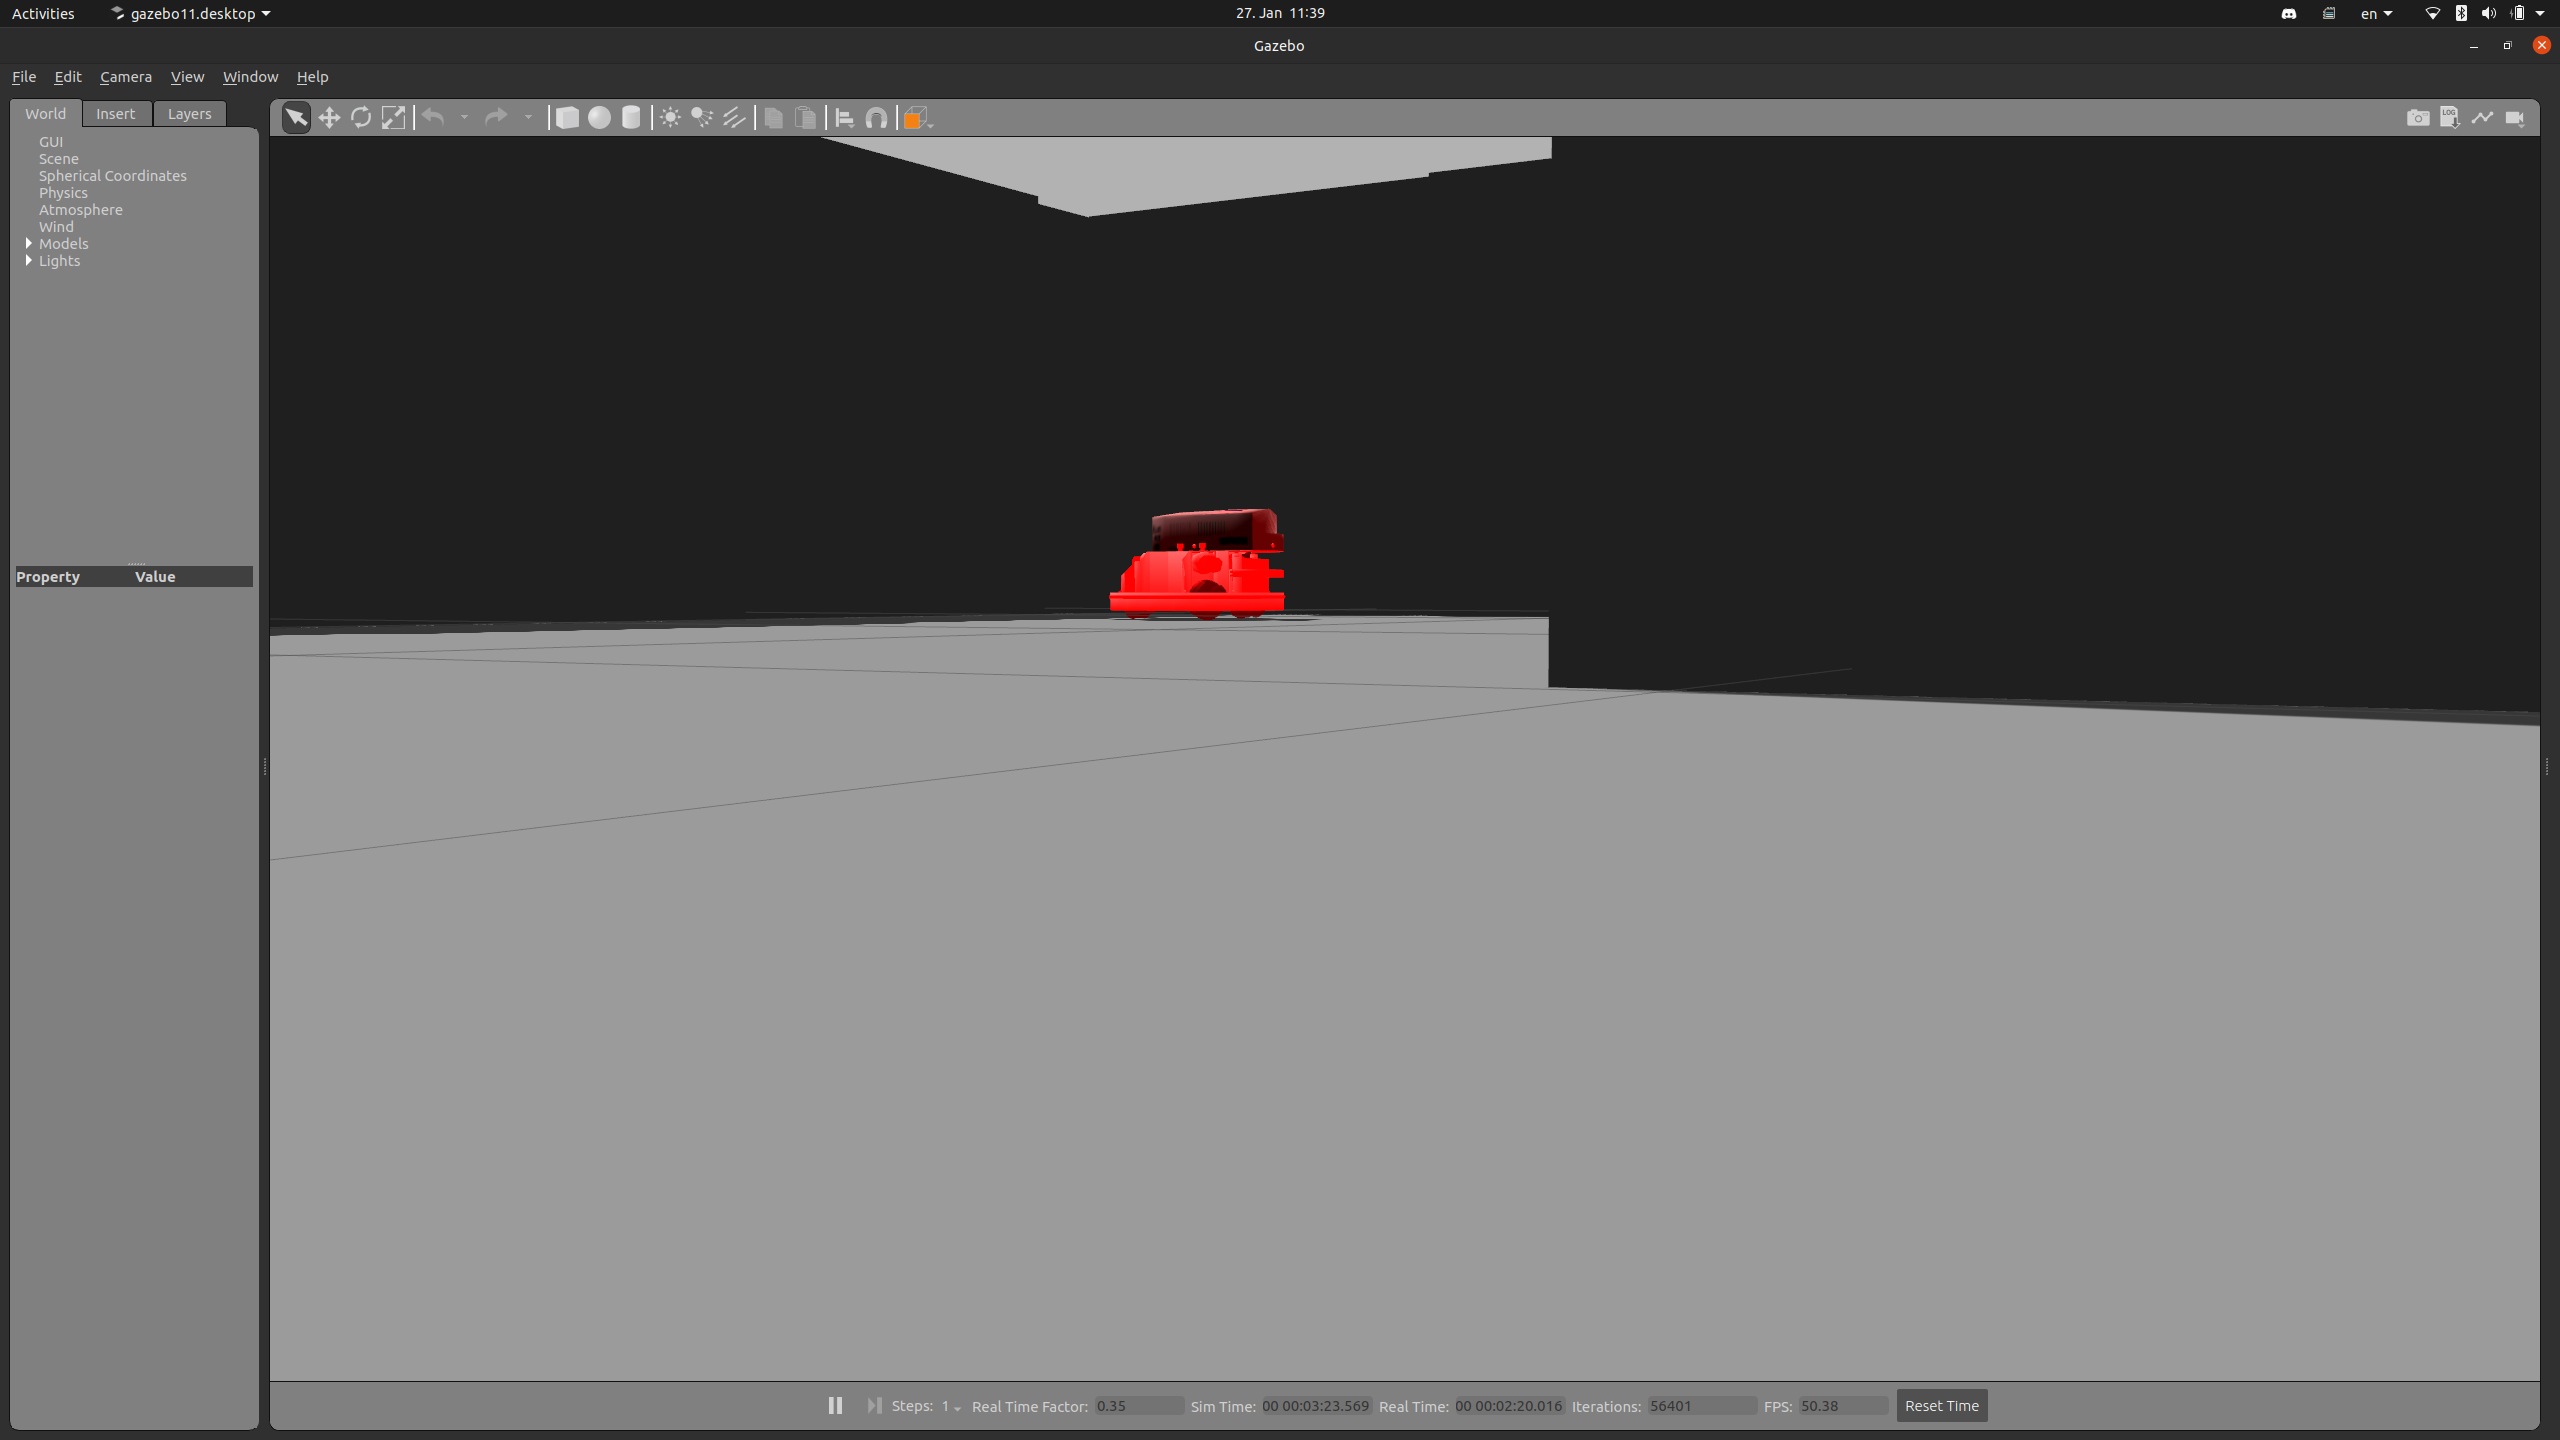 Activities gazebo11.desktop 27. Jan 11:39 en
Gazebo
File Edit Camera View Window Help
World Insert Layers
LOG
GUI
Scene
Spherical Coordinates
Physics
Atmosphere
Wind
Models
Lights
Property Value
Steps: 1 Real Time Factor: 0.35 Sim Time: 00 00:03:23.569 Real Time: 00 00:02:20.016 Iterations: 56401 FPS: 50.38 Reset Time